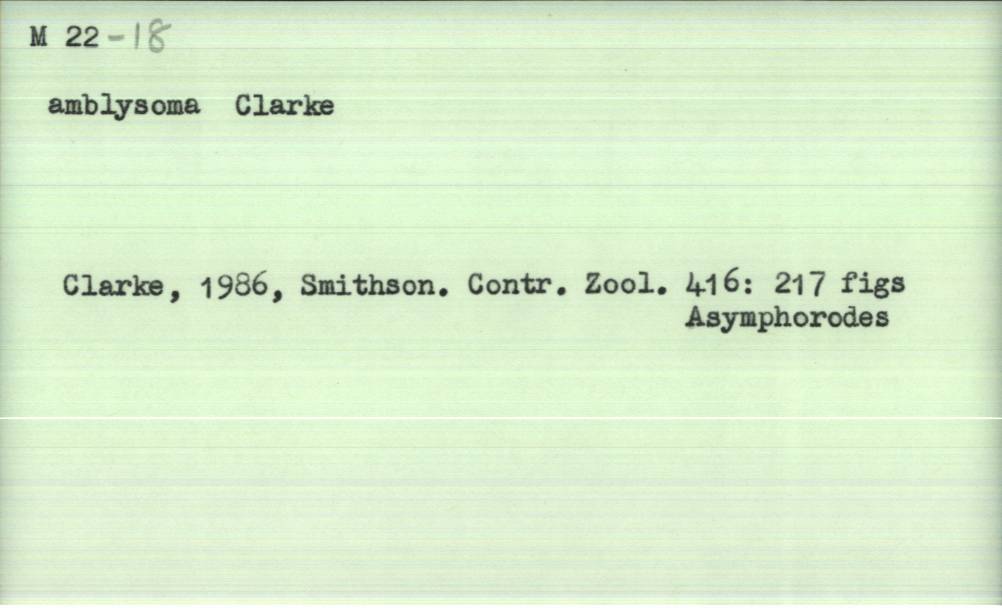 M 22-18
amblysoma Clarke
Clarke, 1986, Smithson. Contr. Zool. 416: 217 figs
Asymphorodes